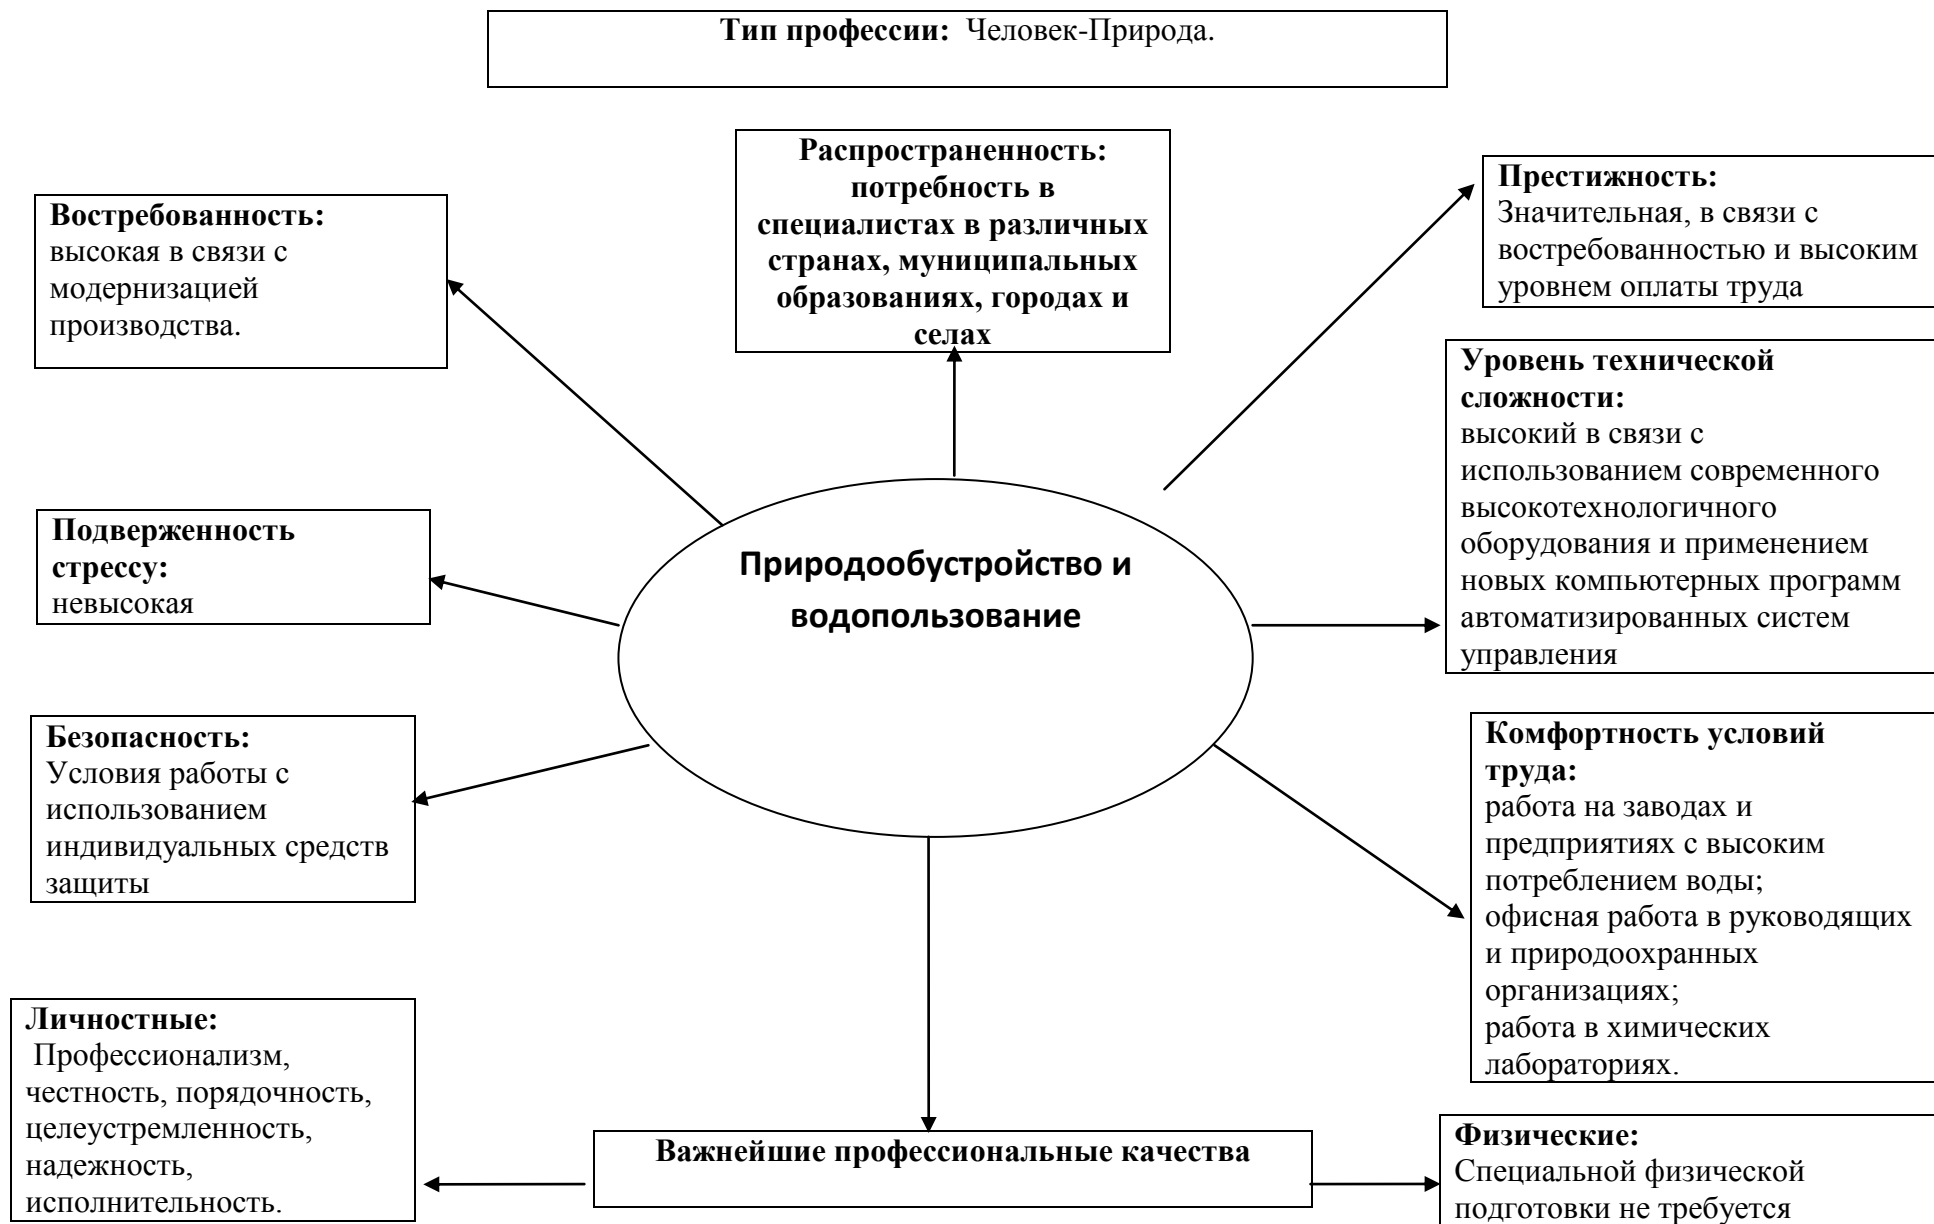 Тип профессии: Человек-Природа.
Распространенность:
потребность в
специалистах в различных
странах, муниципальных
образованиях, городах и
селах
Престижность:
Значительная, в связи с
востребованностью и высоким
уровнем оплаты труда
Востребованность:
высокая в связи с
модернизацией
производства.
Уровень технической
сложности:
высокий в связи с
использованием современного
высокотехнологичного
оборудования и применением
новых компьютерных программ
автоматизированных систем
управления
Подверженность
стрессу:
невысокая
Природообустройство и
водопользование
Безопасность:
Условия работы с
использованием
индивидуальных средств
защиты
Комфортность условий
труда:
работа на заводах и
предприятиях с высоким
потреблением воды;
офисная работа в руководящих
и природоохранных
организациях;
работа в химических
лабораториях.
Личностные:
Профессионализм,
честность, порядочность,
целеустремленность,
надежность,
исполнительность.
Важнейшие профессиональные качества
Физические:
Специальной физической
подготовки не требуется